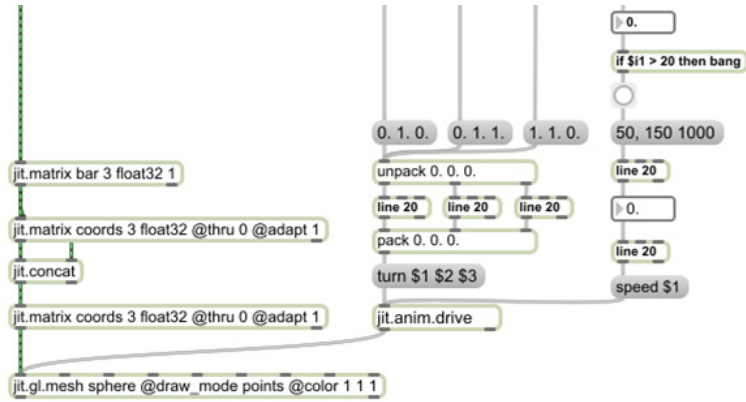 0.
if $i1 > 20 then bang
0. 1. 0.
0. 1. 1.
1. 1. 0.
50, 150 1000
jit.matrix bar 3 float32 1
unpack 0. 0. 0.
line 20
line 20
line 20
line 20
0.
jit.matrix coords 3 float32 @thru 0 @adapt 1
pack 0. 0. 0.
line 20
jit.concat
turn $1 $2 $3
speed $1
jit.matrix coords 3 float32 @thru 0 @adapt 1
jit.anim.drive
jit.gl.mesh sphere @draw_mode points @color 1 1 1